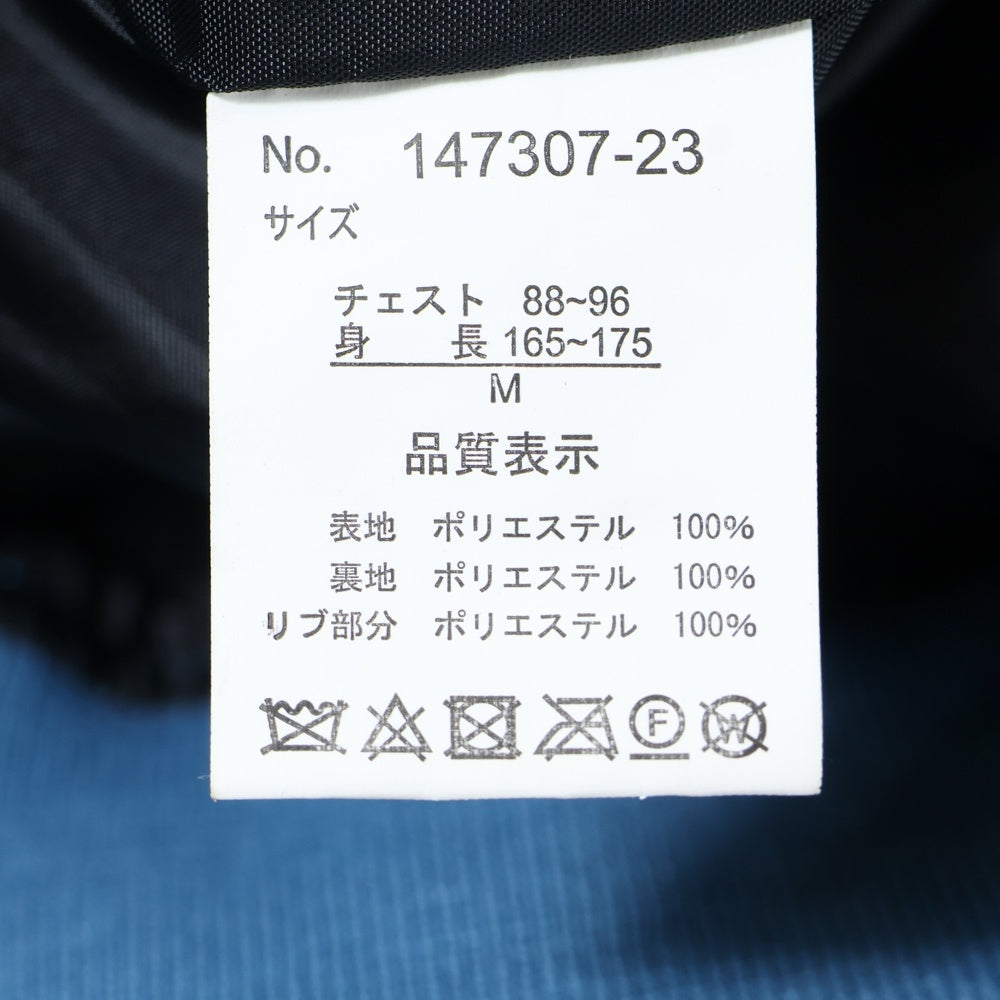 No. 147307-23
サイズ
チェスト 88~96
身 長 165~175
M
品質表示
表地 ポリエステル 100%
裏地 ポリエステル 100%
リブ部分 ポリエステル 100%
F W